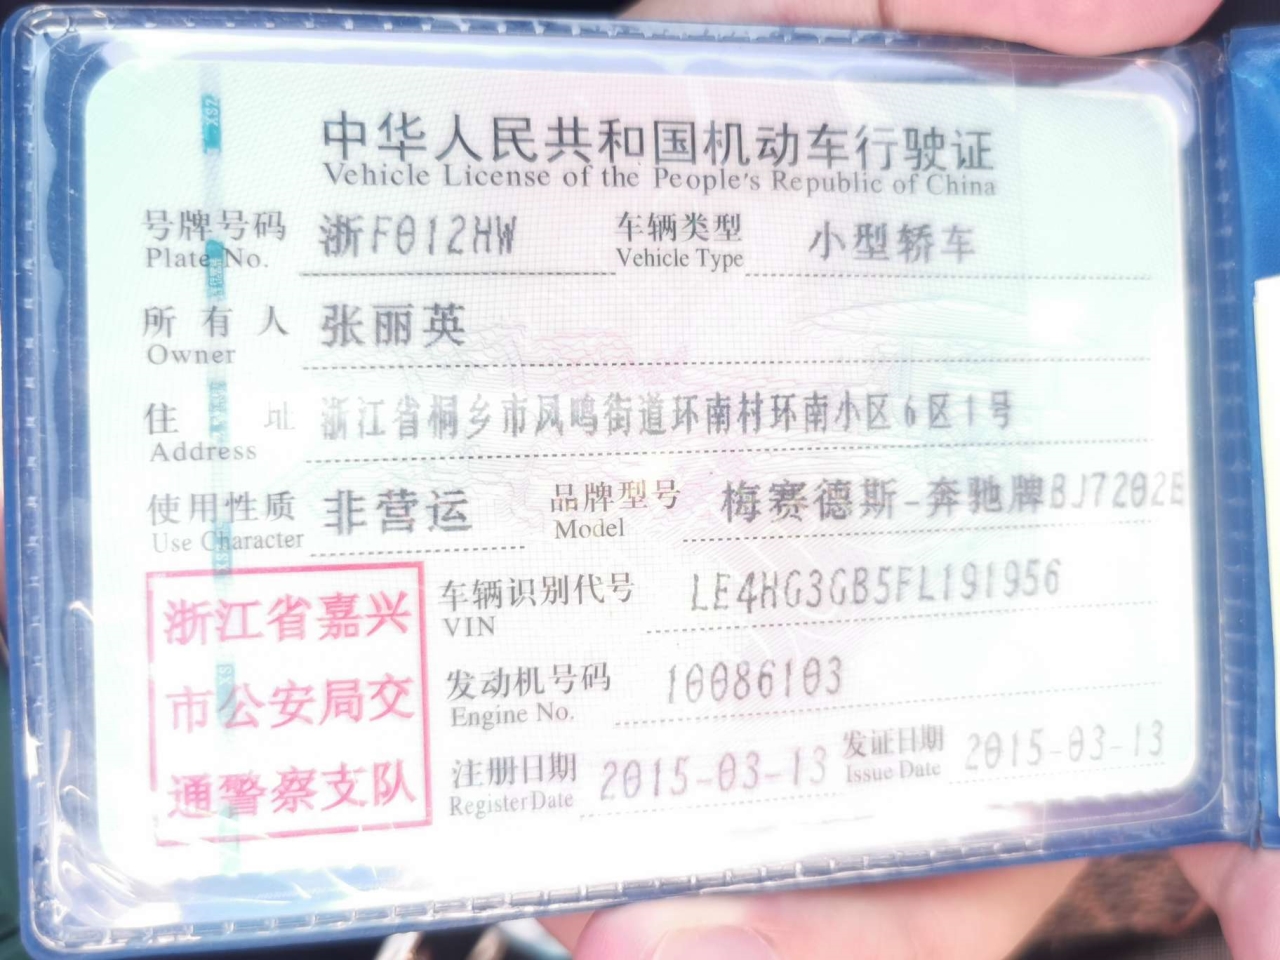 中华人民共和国机动车行驶证
Vehicle License of the People's Republic of China
号牌号码 浙F012HW 车辆类型 小型轿车
Plate No. Vehicle Type
所有人 张丽英
Owner
住址 浙江省桐乡市凤鸣街道环南村环南小区6区1号
Address
使用性质 非营运 品牌型号 梅赛德斯-奔驰牌BJ7202E
Use Character Model
浙江省嘉兴
市公安局交
通警察支队
车辆识别代号 LE4HG3GB5FL191956
VIN
发动机号码 10086103
Engine No.
注册日期 2015-03-13 发证日期 2015-03-13
Register Date Issue Date